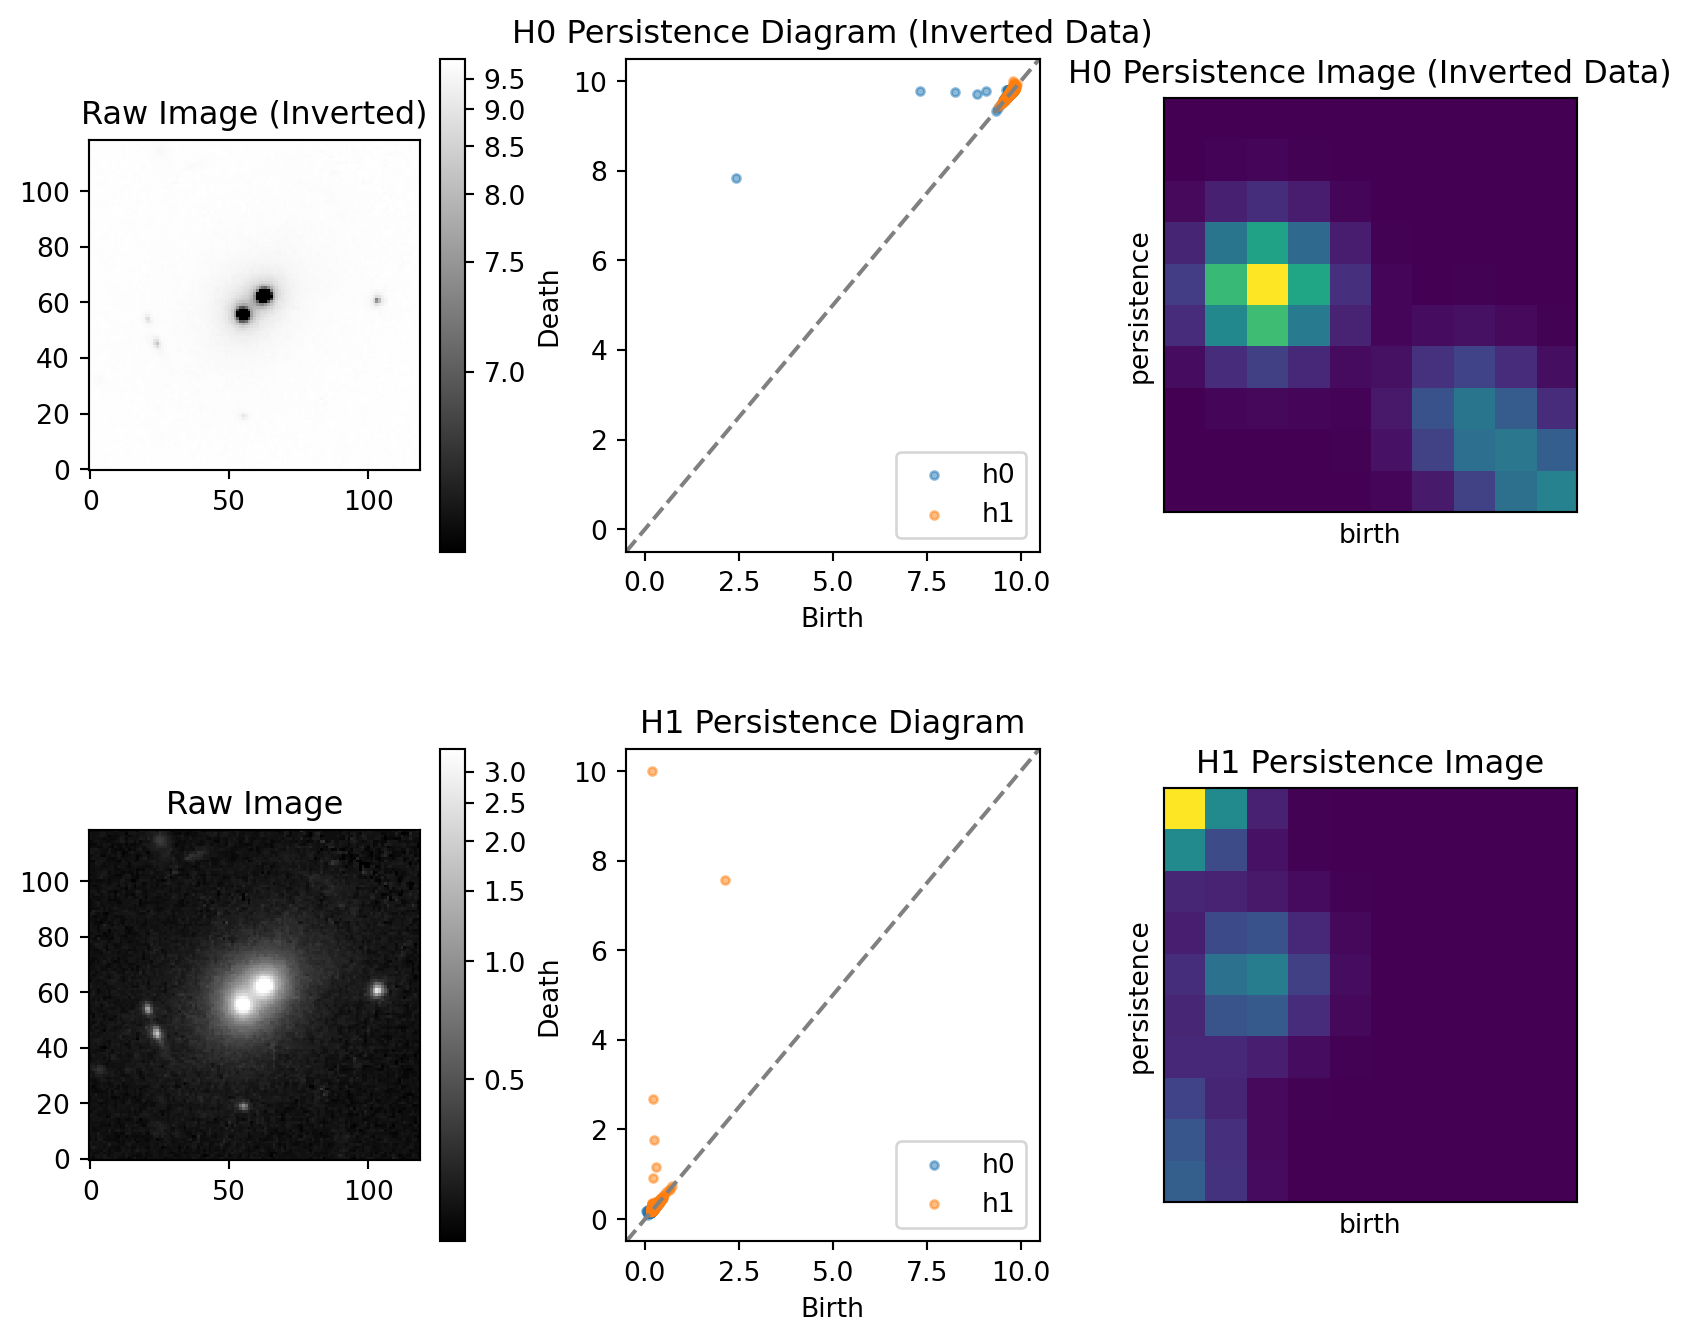 H0 Persistence Diagram (Inverted Data)
H0 Persistence Image (Inverted Data)
Raw Image (Inverted)
100
80
60
40
20
0
0 50 100
9.5
9.0
8.5
8.0
7.5
7.0
Death
10
8
6
4
2
0
h0
h1
0.0 2.5 5.0 7.5 10.0
Birth
persistence
birth
H1 Persistence Diagram
H1 Persistence Image
Raw Image
100
80
60
40
20
0
0 50 100
3.0
2.5
2.0
1.5
1.0
0.5
Death
10
8
6
4
2
0
h0
h1
0.0 2.5 5.0 7.5 10.0
Birth
persistence
birth